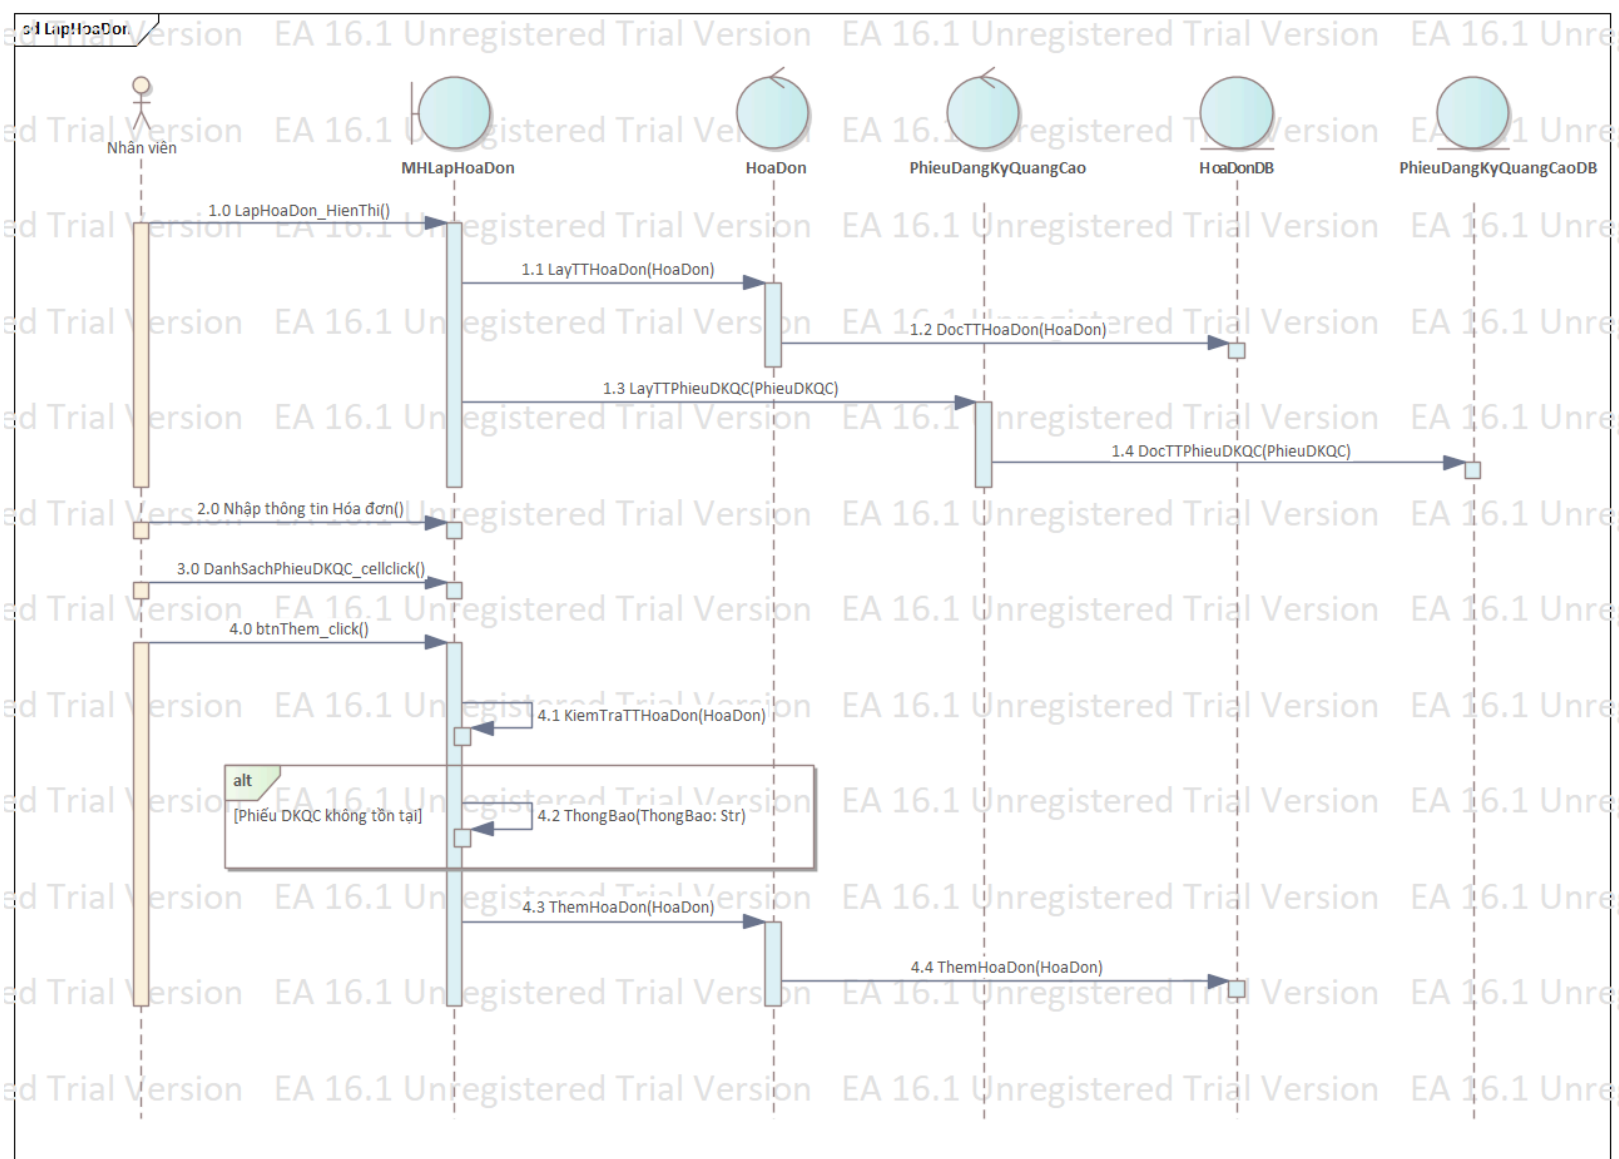 sd LapHoaDon
Nhân viên
MHLapHoaDon
HoaDon
PhieuDangKyQuangCao
HoaDonDB
PhieuDangKyQuangCaoDB
1.0 LapHoaDon_HienThi()
1.1 LayTTHoaDon(HoaDon)
1.2 DocTTHoaDon(HoaDon)
1.3 LayTTPhieuDKQC(PhieuDKQC)
1.4 DocTTPhieuDKQC(PhieuDKQC)
2.0 Nhập thông tin Hóa đơn()
3.0 DanhSachPhieuDKQC_cellclick()
4.0 btnThem_click()
4.1 KiemTraTTHoaDon(HoaDon)
alt
[Phiếu DKQC không tồn tại]
4.2 ThongBao(ThongBao: Str)
4.3 ThemHoaDon(HoaDon)
4.4 ThemHoaDon(HoaDon)
EA 16.1 Unregistered Trial Version